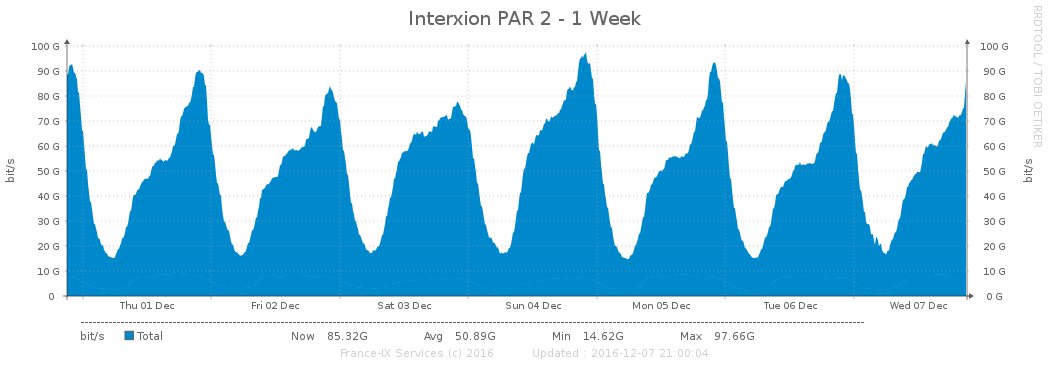 Interxion PAR 2 - 1 Week
RRDTOOL / TOBI OETIKER
bit/s
100 G
90 G
80 G
70 G
60 G
50 G
40 G
30 G
20 G
10 G
0
100 G
90 G
80 G
70 G
60 G
50 G
40 G
30 G
20 G
10 G
0 G
bit/s
Thu 01 Dec Fri 02 Dec Sat 03 Dec Sun 04 Dec Mon 05 Dec Tue 06 Dec Wed 07 Dec
bit/s Total Now 85.32G Avg 50.89G Min 14.62G Max 97.66G
France-IX Services (c) 2016 Updated : 2016-12-07 21:00:04